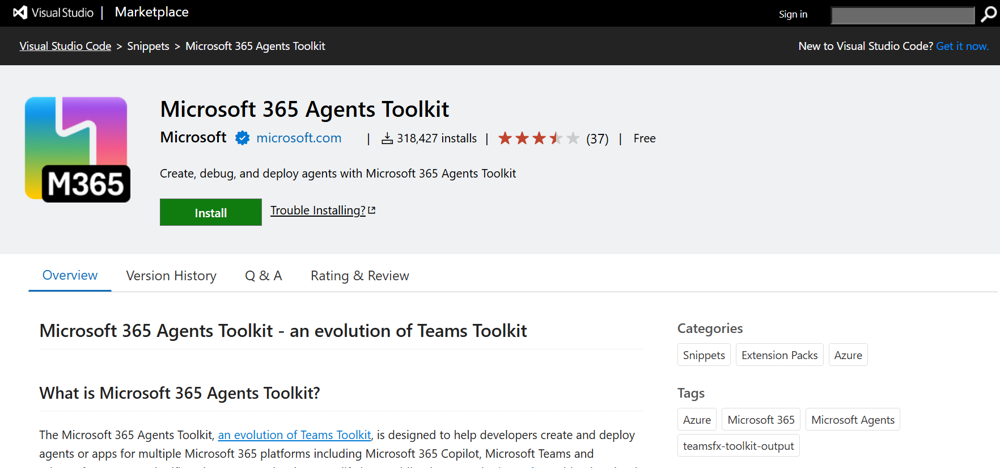 Visual Studio | Marketplace
Sign in
Visual Studio Code > Snippets > Microsoft 365 Agents Toolkit
New to Visual Studio Code? Get it now.
M365
Microsoft 365 Agents Toolkit
Microsoft microsoft.com | 318,427 installs | (37) | Free
Create, debug, and deploy agents with Microsoft 365 Agents Toolkit
Install Trouble Installing?
Overview Version History Q & A Rating & Review
Microsoft 365 Agents Toolkit - an evolution of Teams Toolkit
What is Microsoft 365 Agents Toolkit?
The Microsoft 365 Agents Toolkit, an evolution of Teams Toolkit, is designed to help developers create and deploy
agents or apps for multiple Microsoft 365 platforms including Microsoft 365 Copilot, Microsoft Teams and
Categories
Snippets Extension Packs Azure
Tags
Azure Microsoft 365 Microsoft Agents
teamsfx-toolkit-output